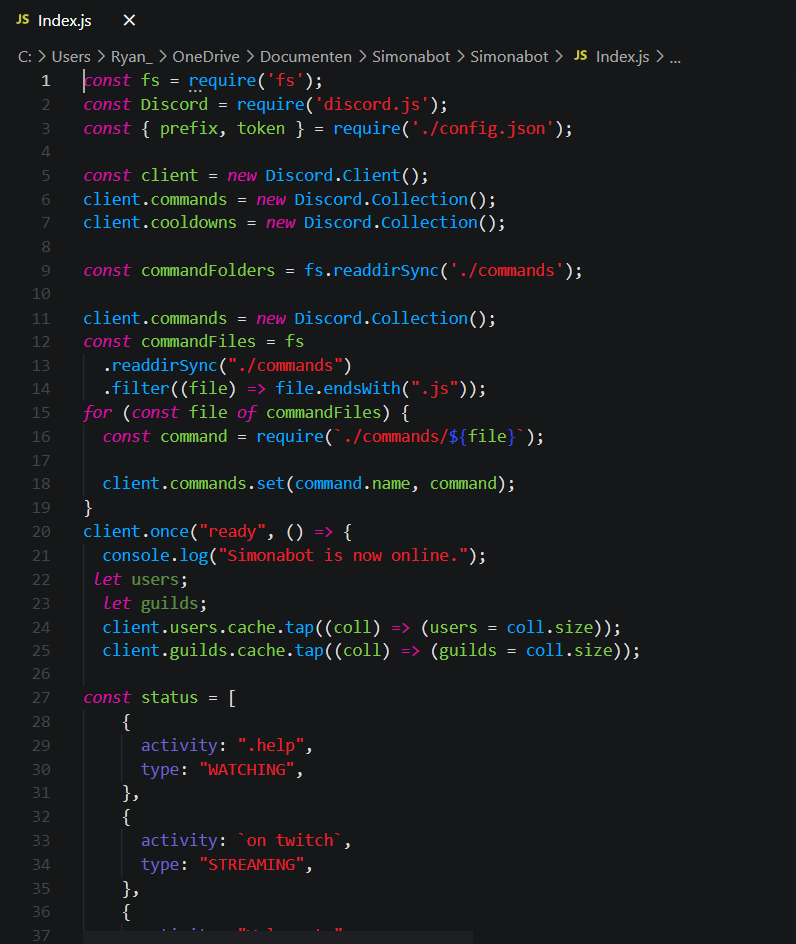 JS Index.js ×
C: > Users > Ryan_ > OneDrive > Documenten > Simonabot > Simonabot > JS Index.js > ...
1 const fs = require('fs');
2 const Discord = require('discord.js');
3 const { prefix, token } = require('./config.json');
4
5 const client = new Discord.Client();
6 client.commands = new Discord.Collection();
7 client.cooldowns = new Discord.Collection();
8
9 const commandFolders = fs.readdirSync('./commands');
10
11 client.commands = new Discord.Collection();
12 const commandFiles = fs
13   .readdirSync("./commands")
14   .filter((file) => file.endsWith(".js"));
15 for (const file of commandFiles) {
16   const command = require(`./commands/${file}`);
17
18   client.commands.set(command.name, command);
19 }
20 client.once("ready", () => {
21   console.log("Simonabot is now online.");
22  let users;
23   let guilds;
24   client.users.cache.tap((coll) => (users = coll.size));
25   client.guilds.cache.tap((coll) => (guilds = coll.size));
26
27 const status = [
28     {
29       activity: ".help",
30       type: "WATCHING",
31     },
32     {
33       activity: `on twitch`,
34       type: "STREAMING",
35     },
36     {
37